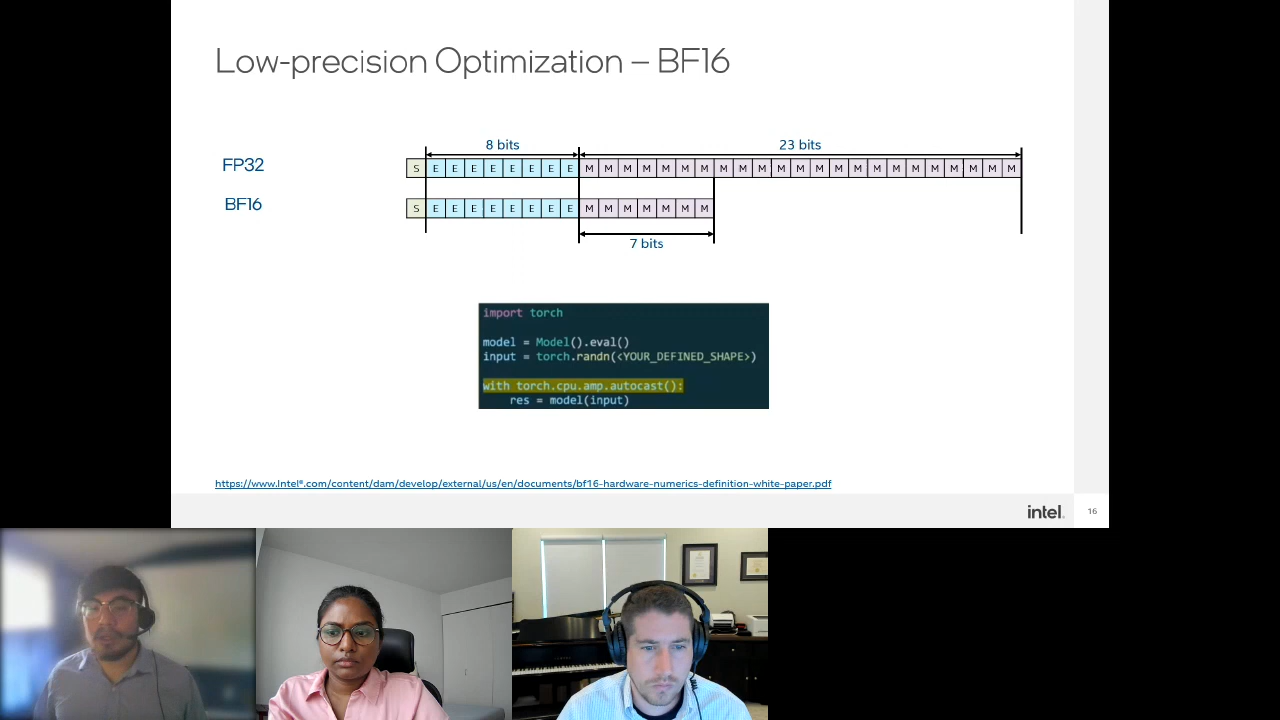 Low-precision Optimization – BF16
8 bits
23 bits
FP32
S E E E E E E E E M M M M M M M M M M M M M M M M M M M M M M M
BF16
S E E E E E E E E M M M M M M M
7 bits
import torch
model = Model().eval()
input = torch.randn(<YOUR_DEFINED_SHAPE>)
with torch.cpu.amp.autocast():
res = model(input)
https://www.Intel®.com/content/dam/develop/external/us/en/documents/bf16-hardware-numerics-definition-white-paper.pdf
intel.
16